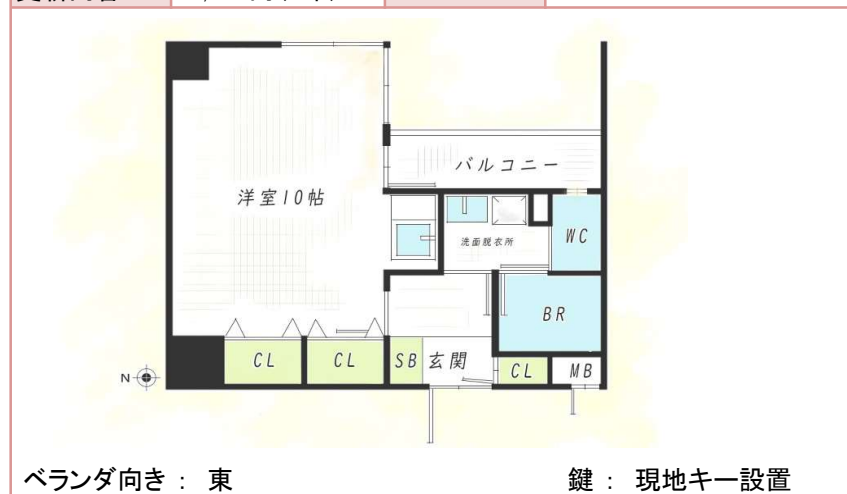 バルコニー
洋室10帖
洗面脱衣所
WC
BR
CL CL SB 玄関 CL MB
N
ベランダ向き : 東 鍵 : 現地キー設置